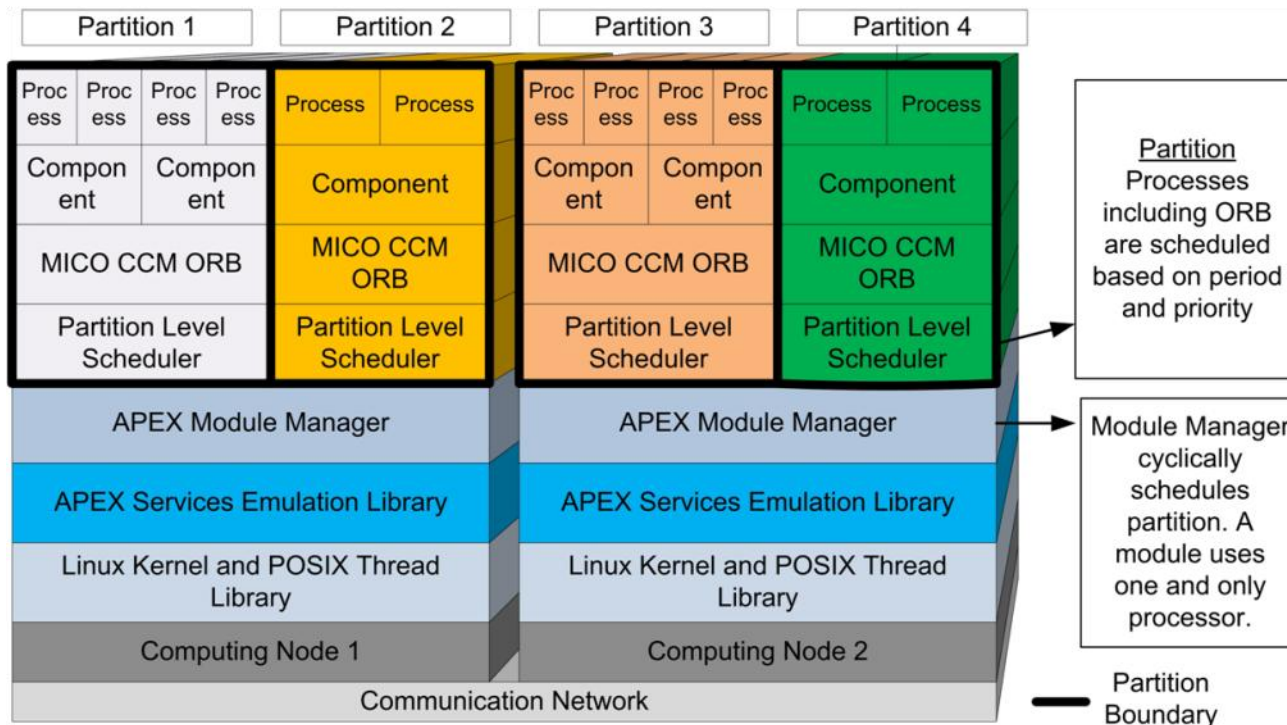 Partition 1
Partition 2
Partition 3
Partition 4
Proc
ess
Proc
ess
Proc
ess
Proc
ess
Process
Process
Proc
ess
Proc
ess
Proc
ess
Proc
ess
Process
Process
Compon
ent
Compon
ent
Component
Compon
ent
Compon
ent
Component
MICO CCM ORB
MICO CCM
ORB
MICO CCM ORB
MICO CCM
ORB
Partition Level
Scheduler
Partition Level
Scheduler
Partition Level
Scheduler
Partition Level
Scheduler
APEX Module Manager
APEX Module Manager
APEX Services Emulation Library
APEX Services Emulation Library
Linux Kernel and POSIX Thread
Library
Linux Kernel and POSIX Thread
Library
Computing Node 1
Computing Node 2
Communication Network
Partition
Processes
including ORB
are scheduled
based on period
and priority
Module Manager
cyclically
schedules
partition. A
module uses
one and only
processor.
Partition
Boundary